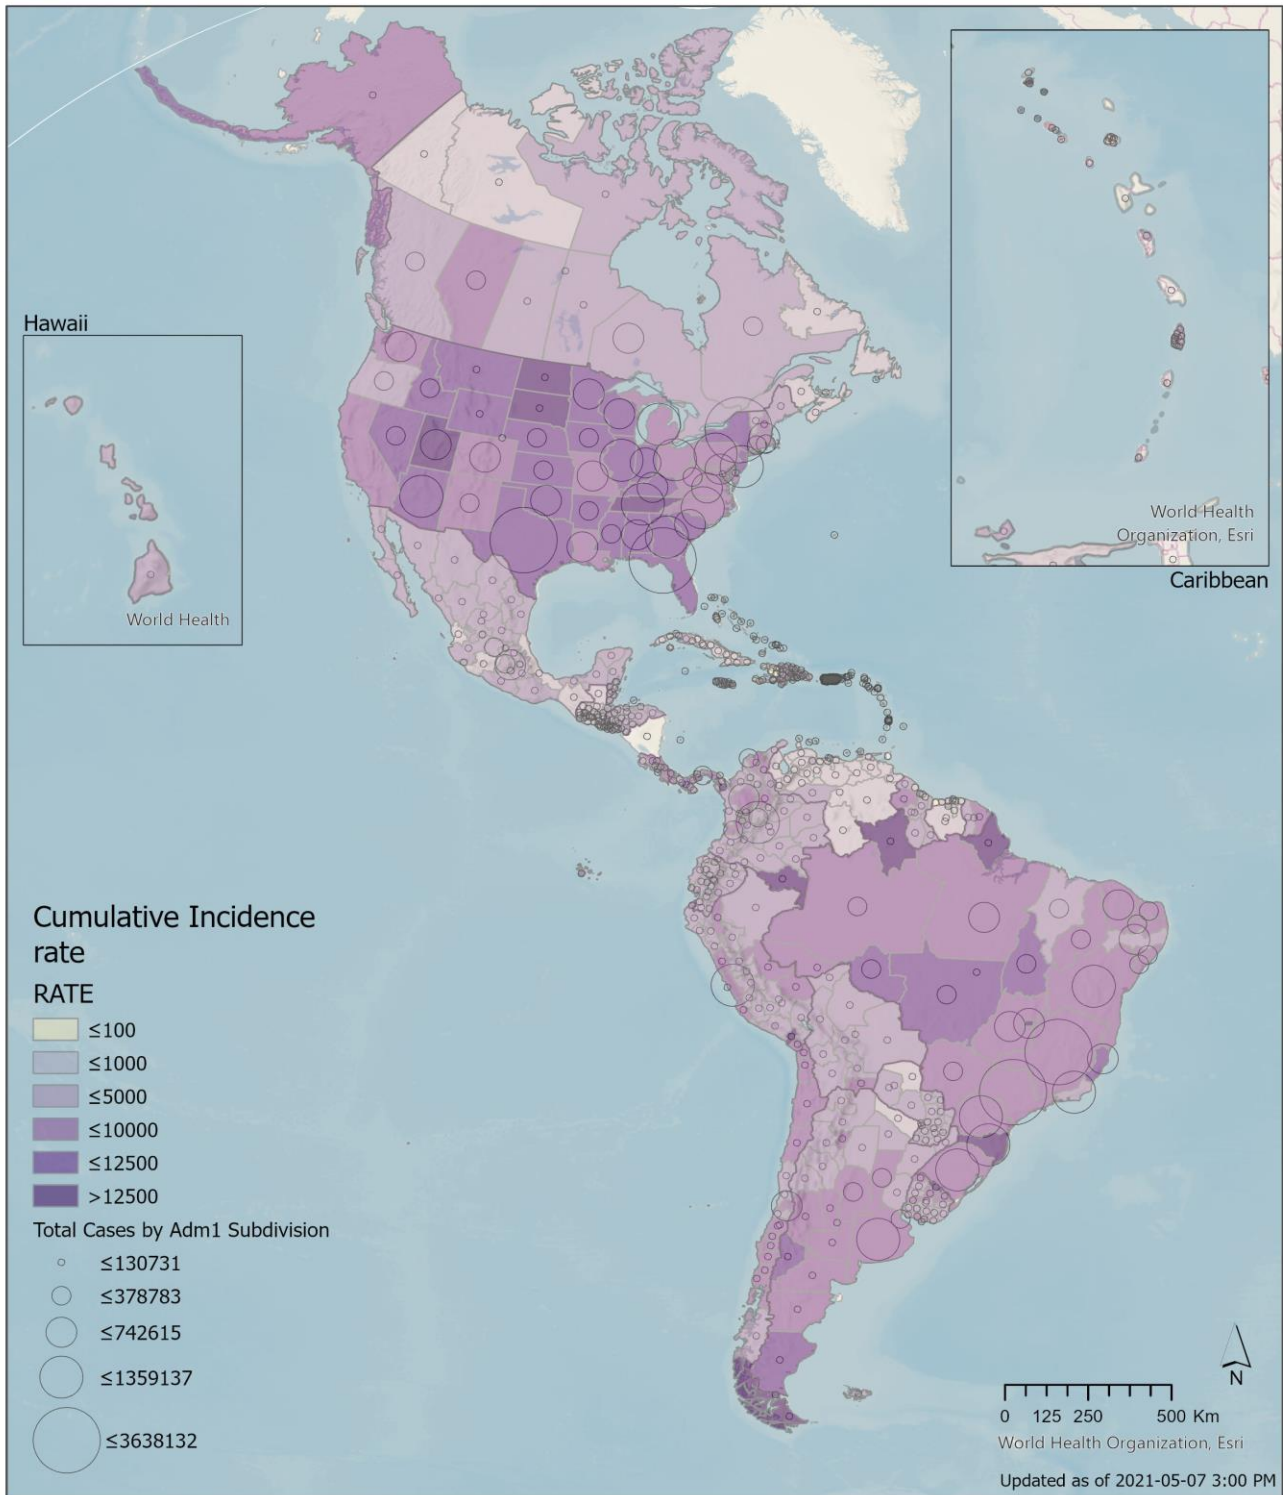 Hawaii
World Health
World Health
Organization, Esri
Caribbean
Cumulative Incidence
rate
RATE
≤100
≤1000
≤5000
≤10000
≤12500
>12500
Total Cases by Adm1 Subdivision
≤130731
≤378783
≤742615
≤1359137
≤3638132
N
0 125 250 500 Km
World Health Organization, Esri
Updated as of 2021-05-07 3:00 PM